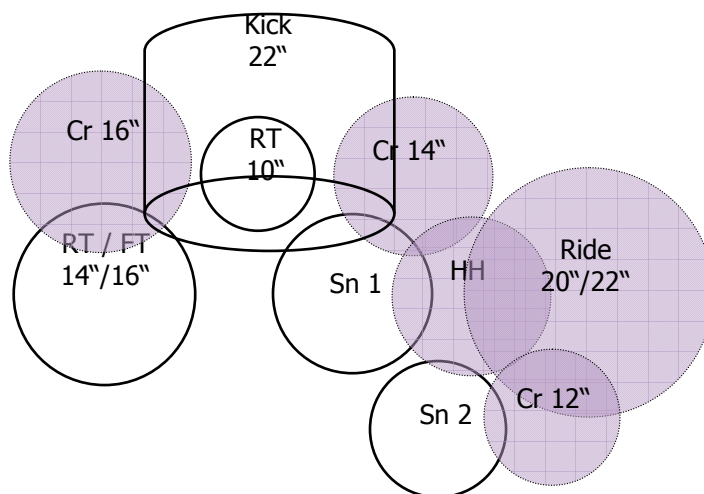 Kick
22“
Cr 16“
RT
10“
Cr 14“
RT / FT
14“/16“
Sn 1
HH
Ride
20“/22“
Sn 2
Cr 12“